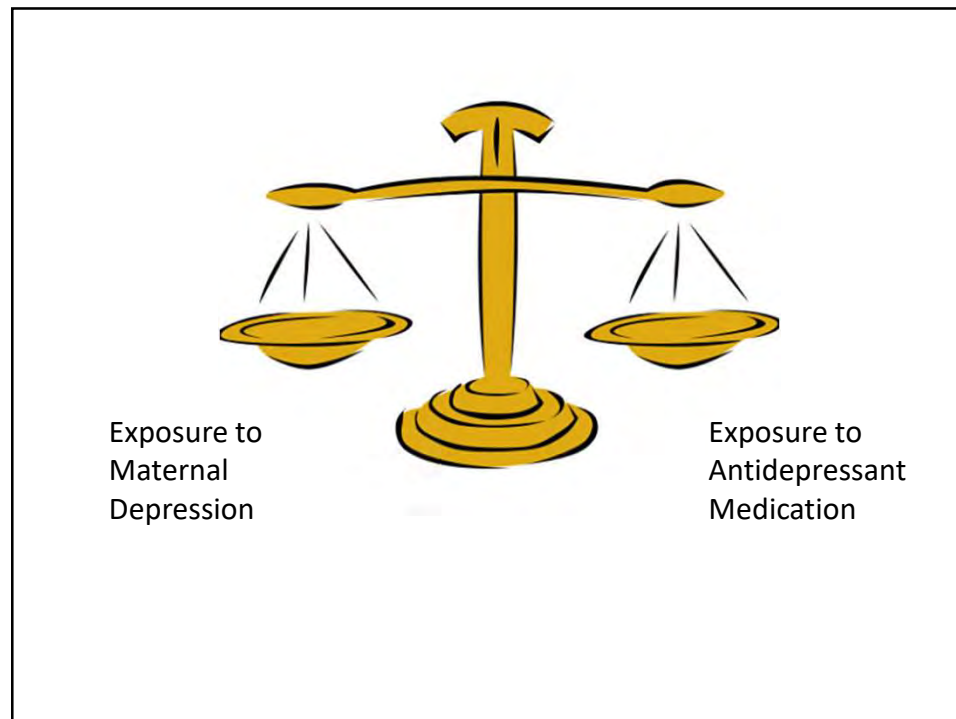 Exposure to
Maternal
Depression
Exposure to
Antidepressant
Medication